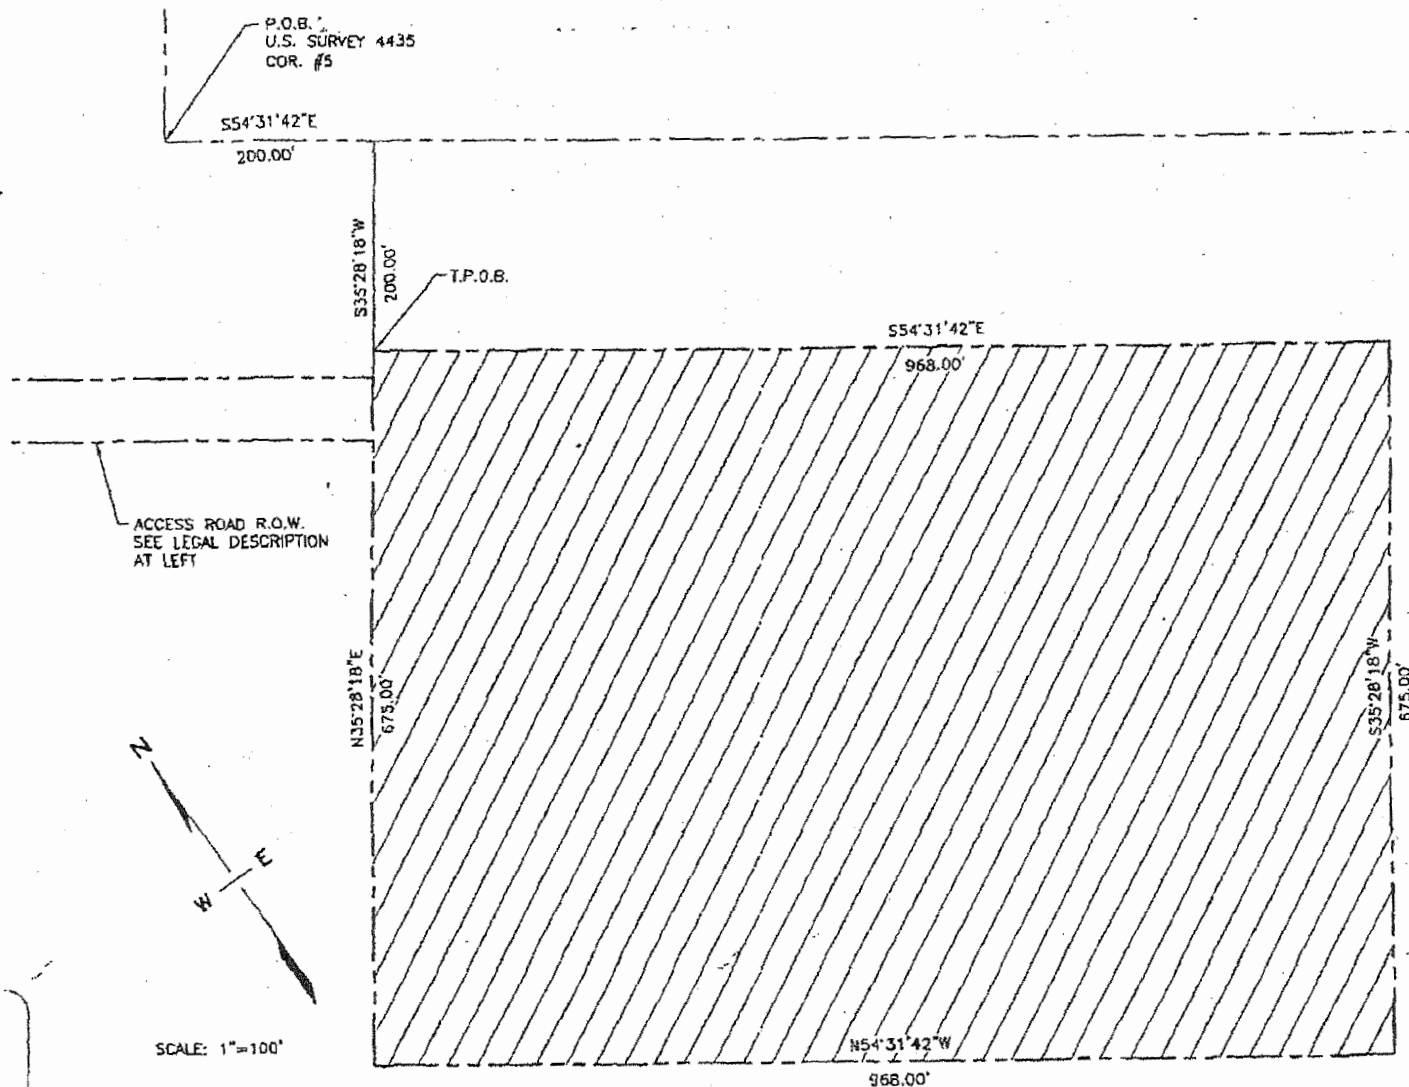 P.O.B.
U.S. SURVEY 4435
COR. #5
S54°31'42"E
200.00'
S35°28'18"W
200.00'
T.P.O.B.
S54°31'42"E
968.00'
ACCESS ROAD R.O.W.
SEE LEGAL DESCRIPTION
AT LEFT
N35°28'18"E
675.00'
S35°28'18"W
675.00'
N
E
W
SCALE: 1"=100'
N54°31'42"W
968.00'